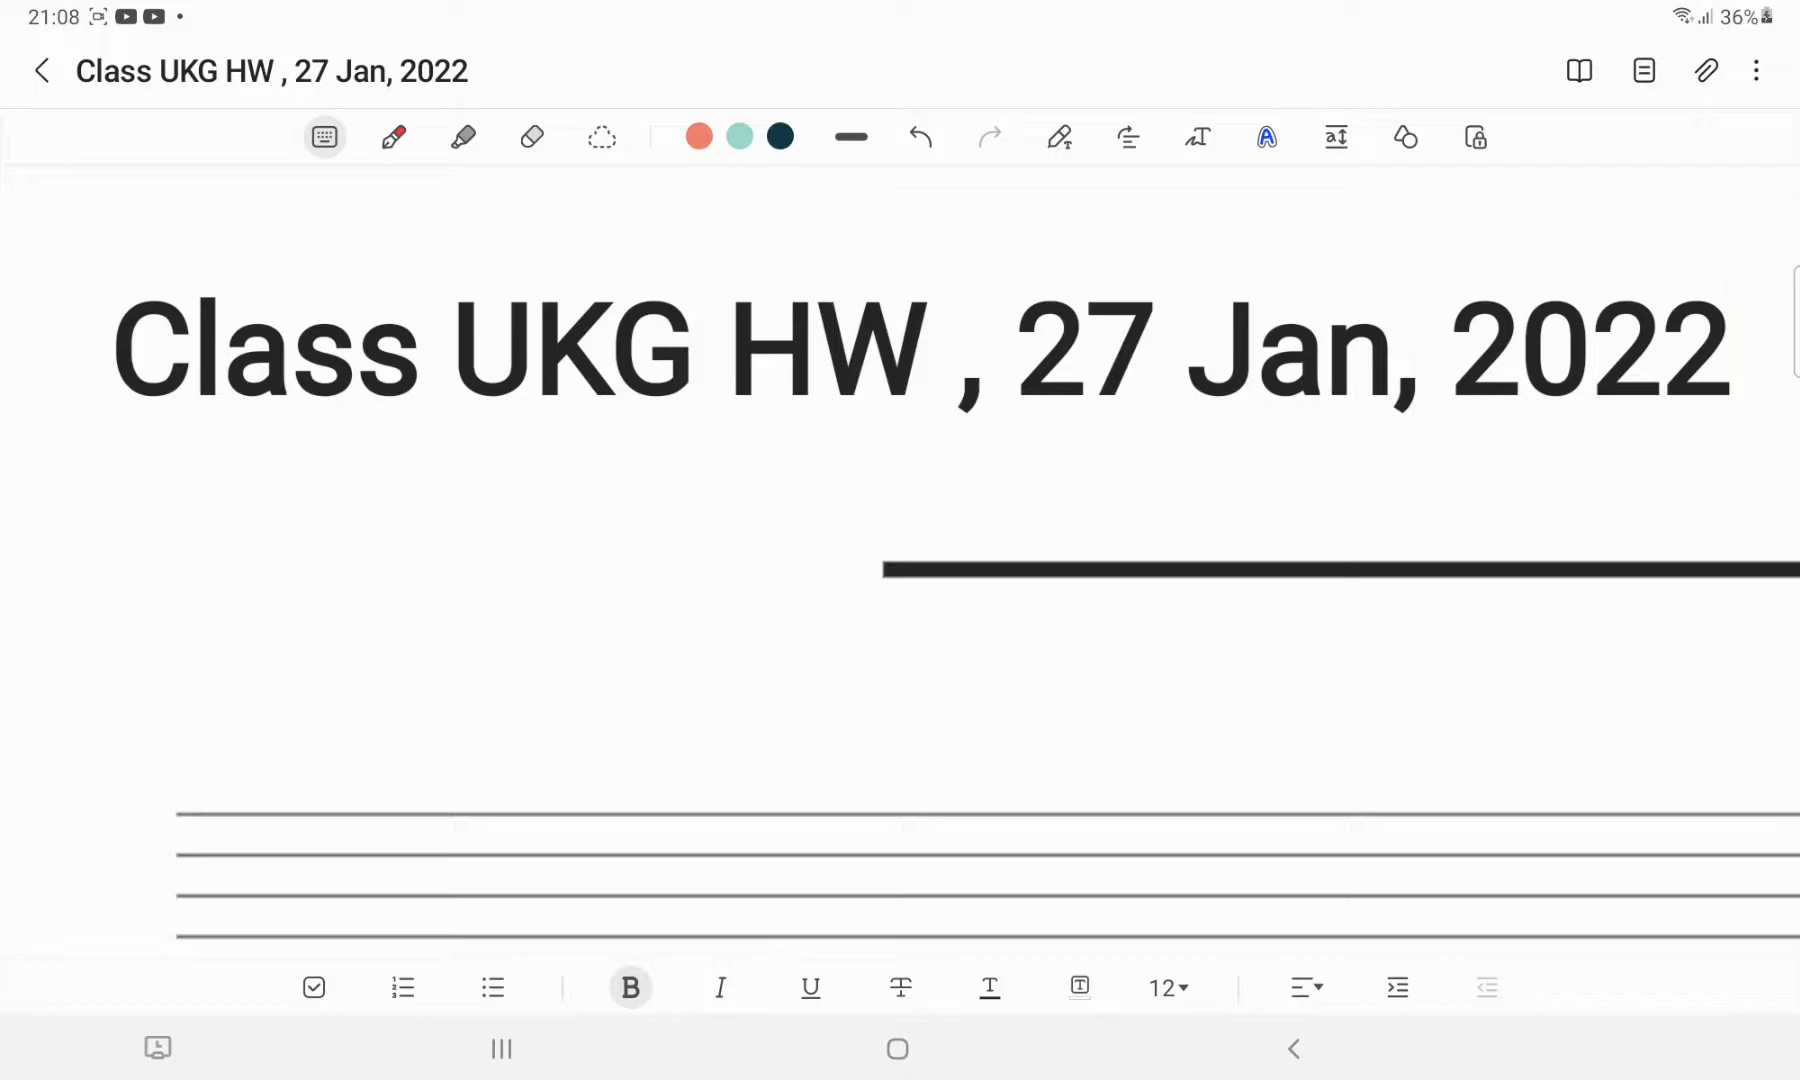 21:08
36%
Class UKG HW , 27 Jan, 2022
Class UKG HW , 27 Jan, 2022
B I U T T 12